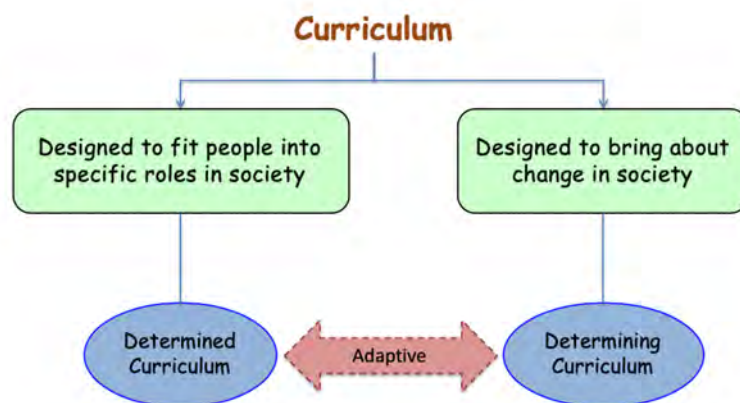 Curriculum
Designed to fit people into
specific roles in society
Designed to bring about
change in society
Determined
Curriculum
Adaptive
Determining
Curriculum